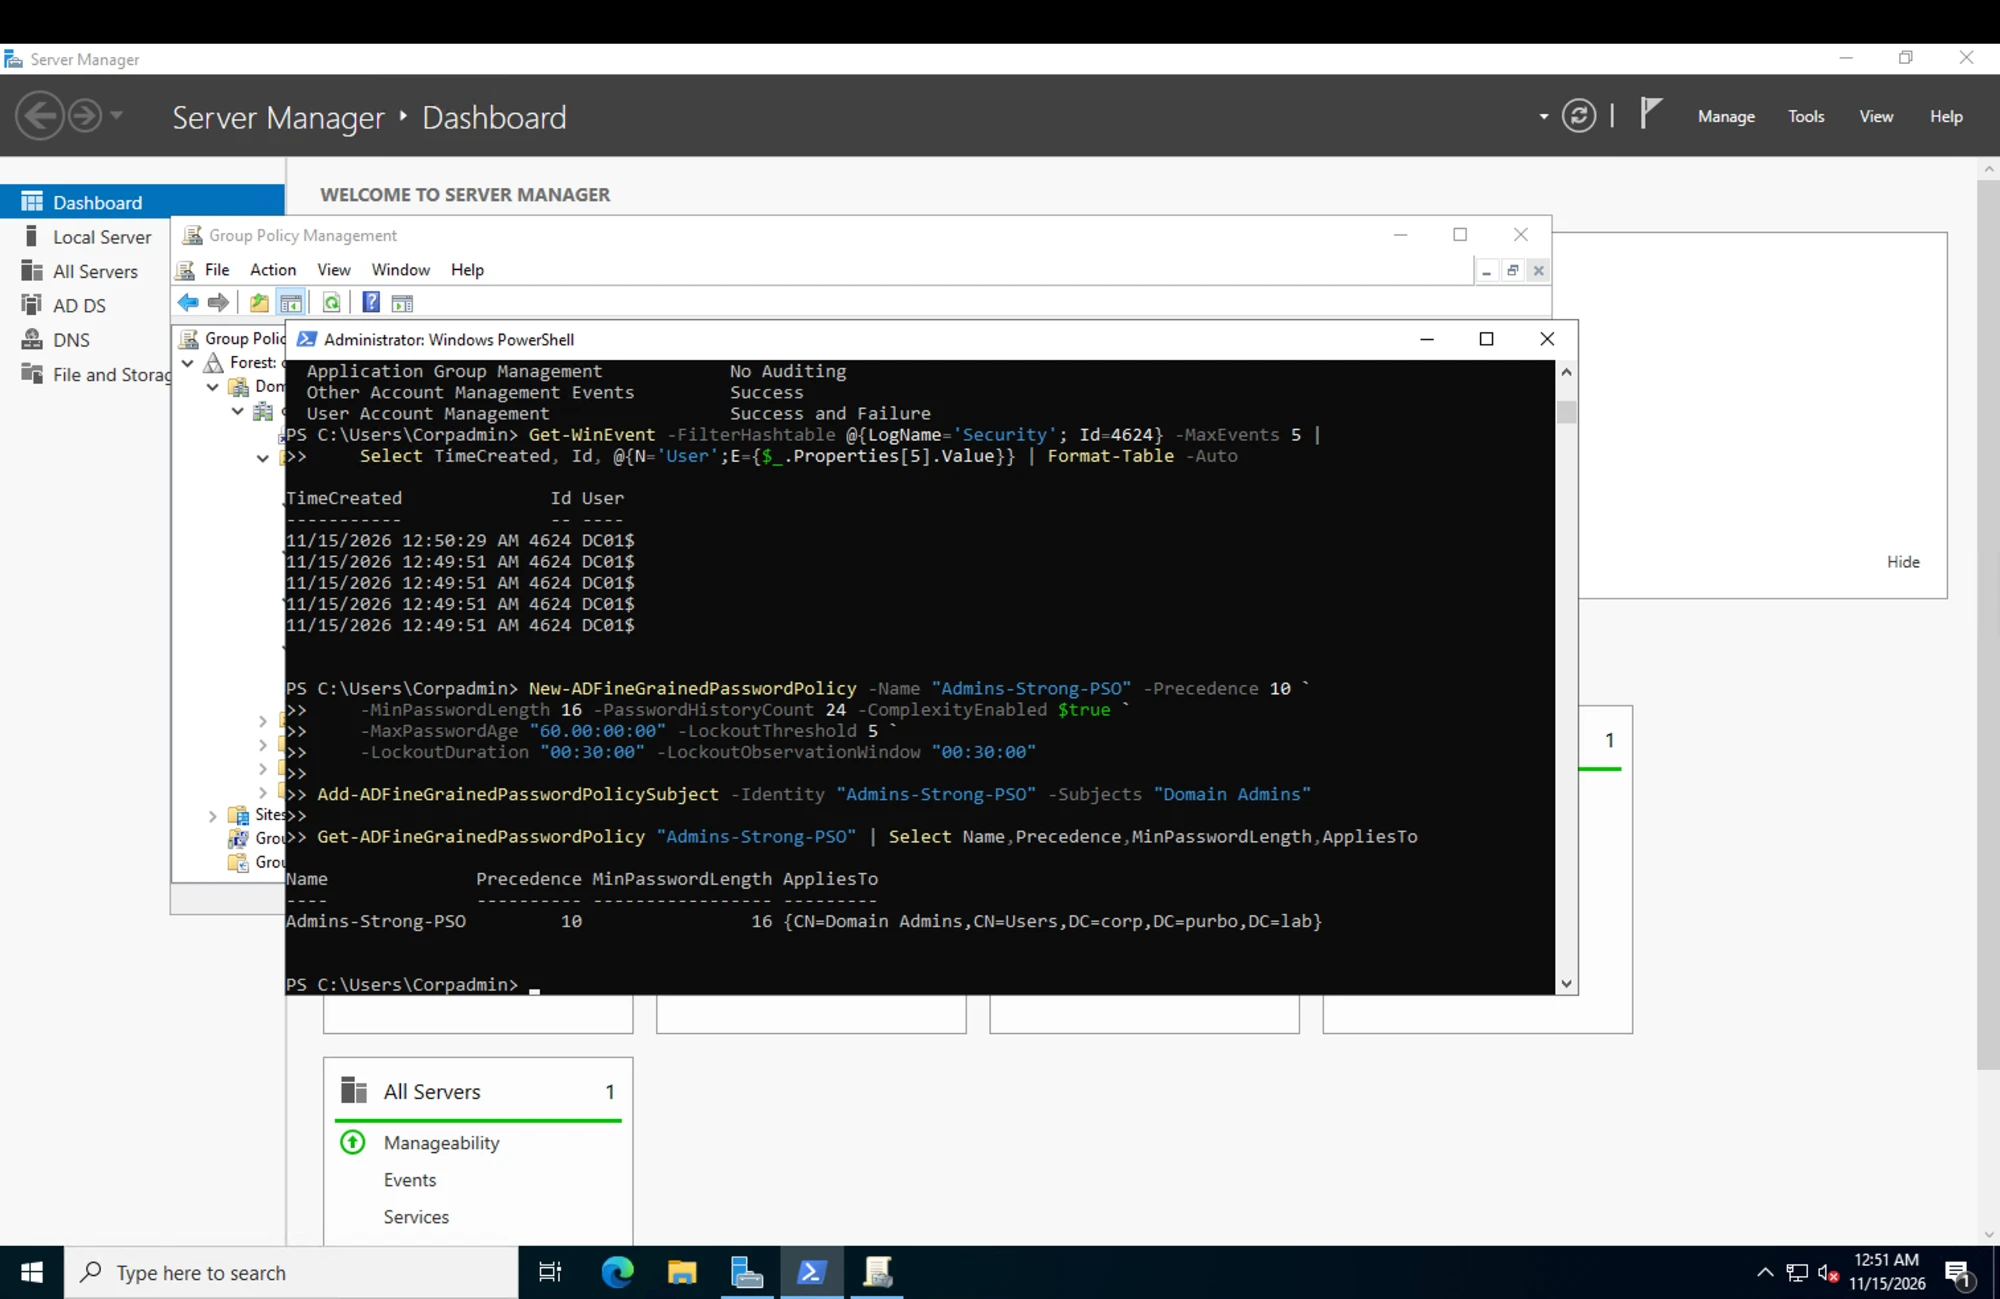 Server Manager
Server Manager ‣ Dashboard
Manage Tools View Help
Dashboard
Local Server
All Servers
AD DS
DNS
File and Storag
WELCOME TO SERVER MANAGER
Group Policy Management
File Action View Window Help
Group Polic
Forest:
Dom
Sites
Grou
Grou
Administrator: Windows PowerShell
Application Group Management No Auditing
Other Account Management Events Success
User Account Management Success and Failure
PS C:\Users\Corpadmin> Get-WinEvent -FilterHashtable @{LogName='Security'; Id=4624} -MaxEvents 5 |
>> Select TimeCreated, Id, @{N='User';E={$_.Properties[5].Value}} | Format-Table -Auto
TimeCreated Id User
----------- -- ----
11/15/2026 12:50:29 AM 4624 DC01$
11/15/2026 12:49:51 AM 4624 DC01$
11/15/2026 12:49:51 AM 4624 DC01$
11/15/2026 12:49:51 AM 4624 DC01$
11/15/2026 12:49:51 AM 4624 DC01$
PS C:\Users\Corpadmin> New-ADFineGrainedPasswordPolicy -Name "Admins-Strong-PSO" -Precedence 10 `
>> -MinPasswordLength 16 -PasswordHistoryCount 24 -ComplexityEnabled $true `
>> -MaxPasswordAge "60.00:00:00" -LockoutThreshold 5 `
>> -LockoutDuration "00:30:00" -LockoutObservationWindow "00:30:00"
>>
>> Add-ADFineGrainedPasswordPolicySubject -Identity "Admins-Strong-PSO" -Subjects "Domain Admins"
>>
>> Get-ADFineGrainedPasswordPolicy "Admins-Strong-PSO" | Select Name,Precedence,MinPasswordLength,AppliesTo
Name Precedence MinPasswordLength AppliesTo
---- ---------- ----------------- ---------
Admins-Strong-PSO 10 16 {CN=Domain Admins,CN=Users,DC=corp,DC=purbo,DC=lab}
PS C:\Users\Corpadmin>
Hide
1
All Servers 1
Manageability
Events
Services
Type here to search
12:51 AM
11/15/2026
1